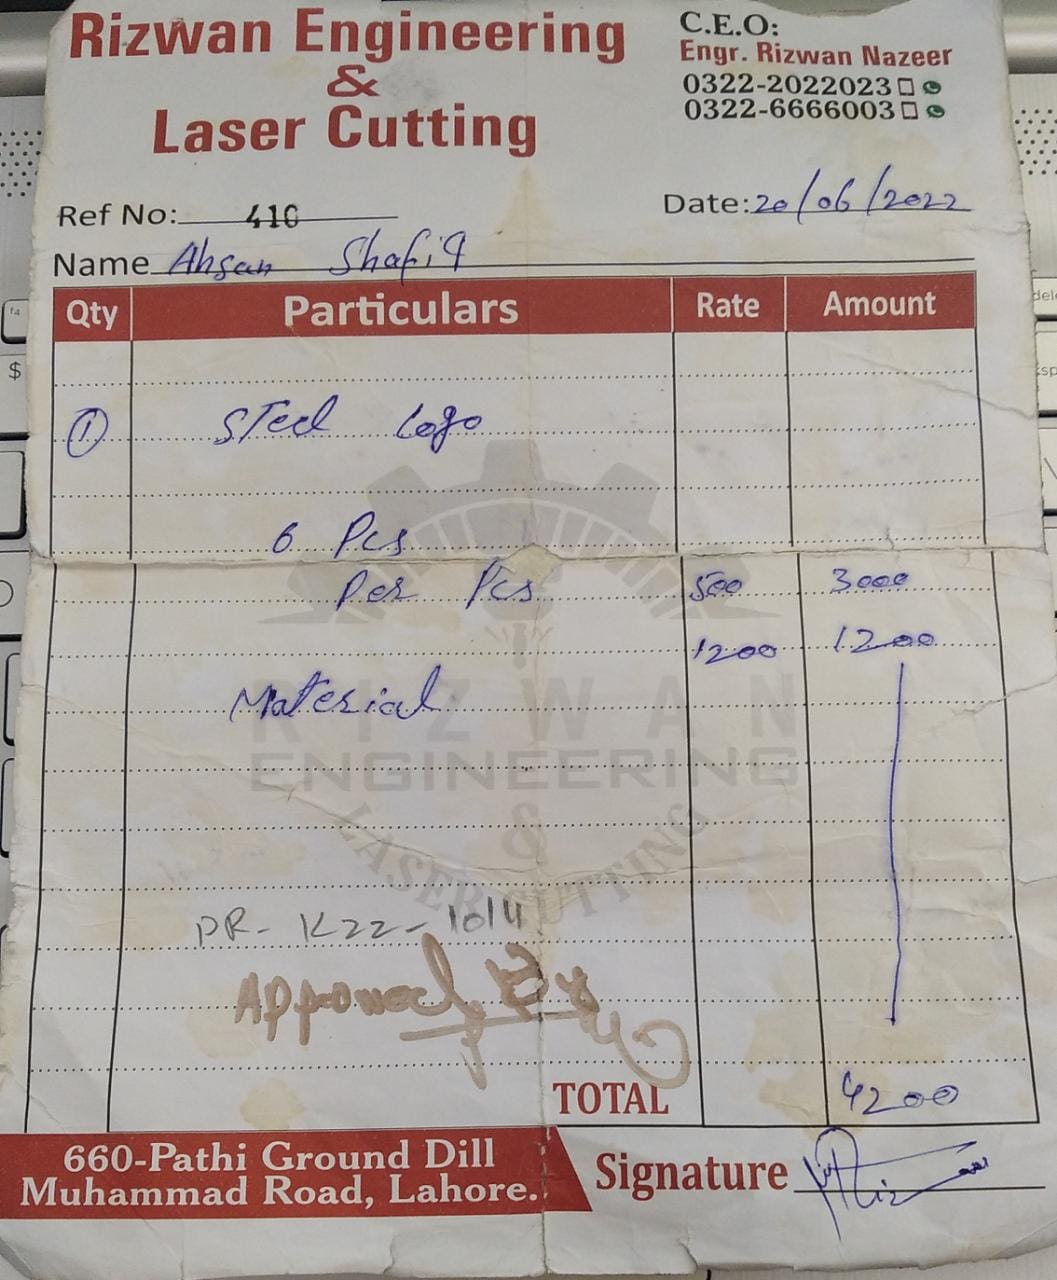 Rizwan Engineering
&
Laser Cutting
C.E.O:
Engr. Rizwan Nazeer
0322-2022023
0322-6666003
Ref No: 410
Date: 20/06/2022
Name Ahsan Shafiq
Qty Particulars Rate Amount
1 Steel Logo
6 Pcs
Per Pcs 500 3000
1200 1200
Material
RIZWAN
ENGINEERING
&
LASER CUTTING
PR- K22-1014
Approved By
TOTAL 4200
660-Pathi Ground Dill
Muhammad Road, Lahore.
Signature